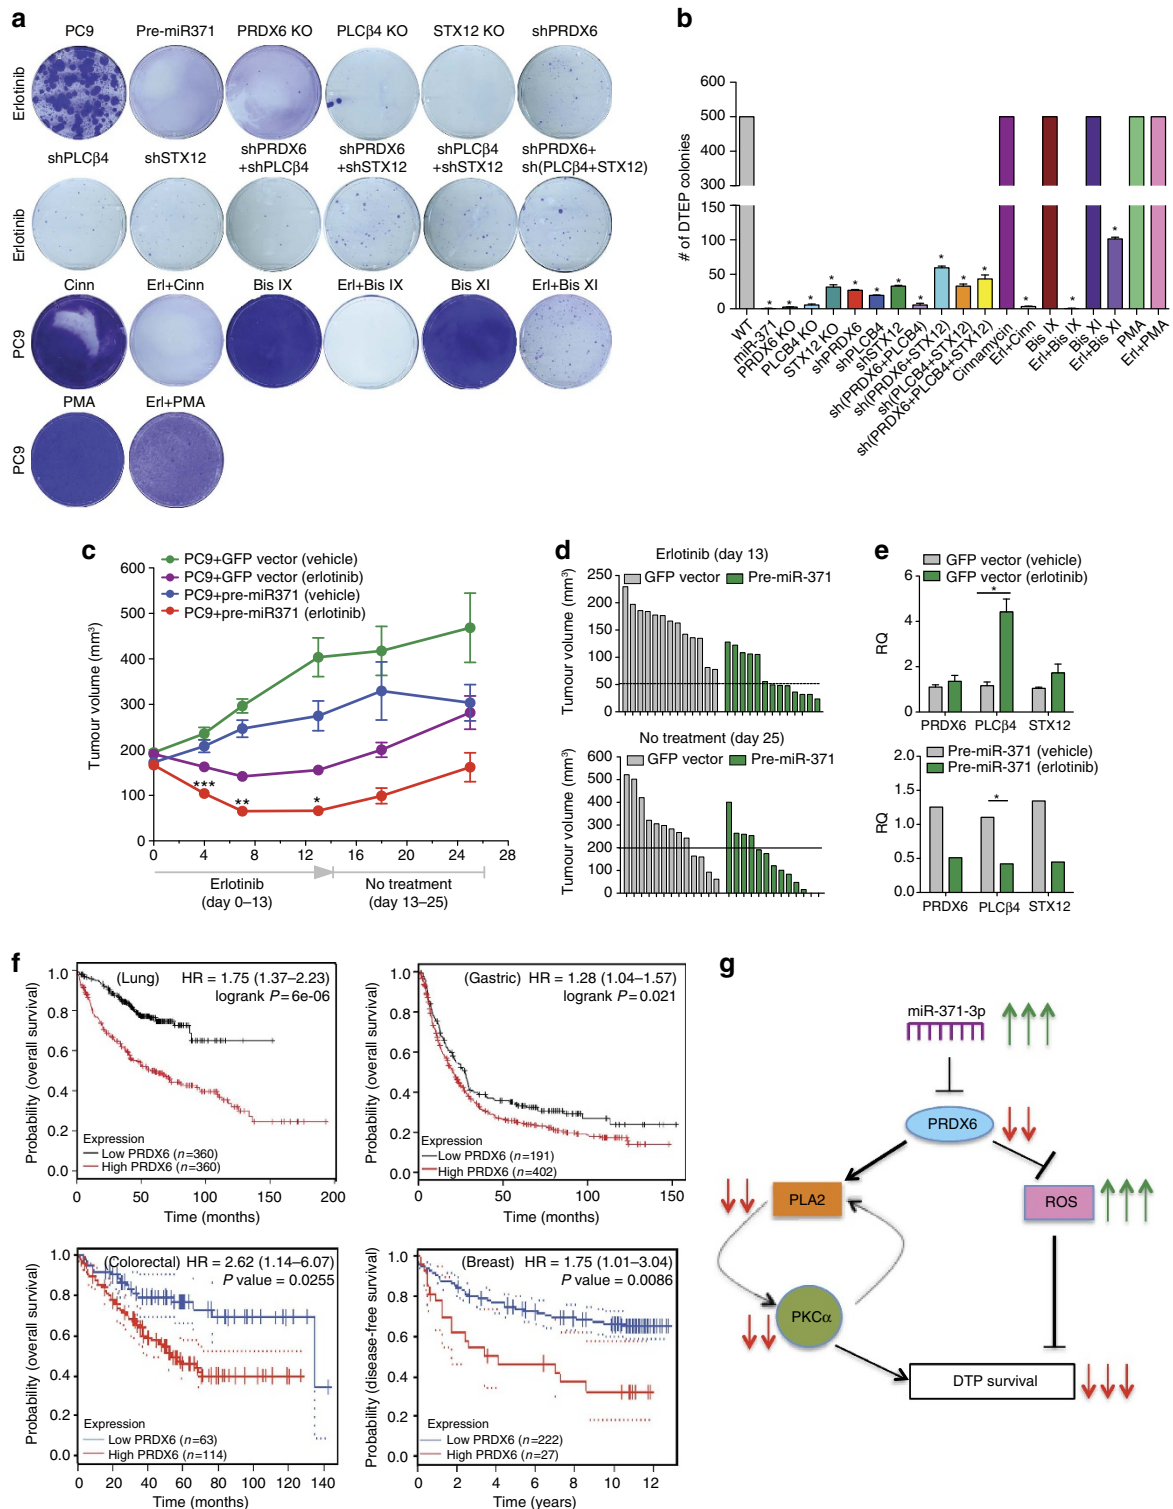 a
PC9 Pre-miR371 PRDX6 KO PLCβ4 KO STX12 KO shPRDX6
Erlotinib
shPLCβ4 shSTX12 shPRDX6 +shPLCβ4 shPRDX6 +shSTX12 shPLCβ4 +shSTX12 shPRDX6+ sh(PLCβ4+STX12)
Erlotinib
Cinn Erl+Cinn Bis IX Erl+Bis IX Bis XI Erl+Bis XI
PC9
PMA Erl+PMA
PC9
b
# of DTEP colonies
600
500
400
300
150
100
50
0
* * * * * * * * * * * * * *
WT
miR-371
PRDX6 KO
PLCB4 KO
STX12 KO
shPRDX6
shPLCB4
shSTX12
sh(PRDX6+PLCB4)
sh(PRDX6+STX12)
sh(PLCB4+STX12)
sh(PRDX6+PLCB4+STX12)
Cinnamycin
Erl+Cinn
Bis IX
Erl+Bis IX
Bis XI
Erl+Bis XI
PMA
Erl+PMA
c
PC9+GFP vector (vehicle)
PC9+GFP vector (erlotinib)
PC9+pre-miR371 (vehicle)
PC9+pre-miR371 (erlotinib)
Tumour volume (mm³)
600
500
400
300
200
100
0
*** ** *
0 4 8 12 16 20 24 28
Erlotinib (day 0–13)
No treatment (day 13–25)
d
Erlotinib (day 13)
GFP vector Pre-miR-371
Tumour volume (mm³)
250
200
150
100
50
0
No treatment (day 25)
GFP vector Pre-miR-371
Tumour volume (mm³)
600
500
400
300
200
100
0
e
GFP vector (vehicle)
GFP vector (erlotinib)
RQ
6
4
2
0
*
PRDX6 PLCβ4 STX12
Pre-miR-371 (vehicle)
Pre-miR-371 (erlotinib)
RQ
2.0
1.5
1.0
0.5
0.0
*
PRDX6 PLCβ4 STX12
f
Probability (overall survival)
1.0
0.8
0.6
0.4
0.2
0.0
(Lung) HR = 1.75 (1.37–2.23)
logrank P = 6e-06
Expression
Low PRDX6 (n=360)
High PRDX6 (n=360)
0 50 100 150 200
Time (months)
Probability (overall survival)
1.0
0.8
0.6
0.4
0.2
0.0
(Gastric) HR = 1.28 (1.04–1.57)
logrank P = 0.021
Expression
Low PRDX6 (n=191)
High PRDX6 (n=402)
0 50 100 150
Time (months)
Probability (overall survival)
1.0
0.8
0.6
0.4
0.2
0.0
(Colorectal) HR = 2.62 (1.14–6.07)
P value = 0.0255
Expression
Low PRDX6 (n=63)
High PRDX6 (n=114)
0 20 40 60 80 100 120 140
Time (months)
Probability (disease-free survival)
1.0
0.8
0.6
0.4
0.2
0.0
(Breast) HR = 1.75 (1.01–3.04)
P value = 0.0086
Expression
Low PRDX6 (n=222)
High PRDX6 (n=27)
0 2 4 6 8 10 12
Time (years)
g
miR-371-3p
PRDX6
PLA2
ROS
PKCα
DTP survival